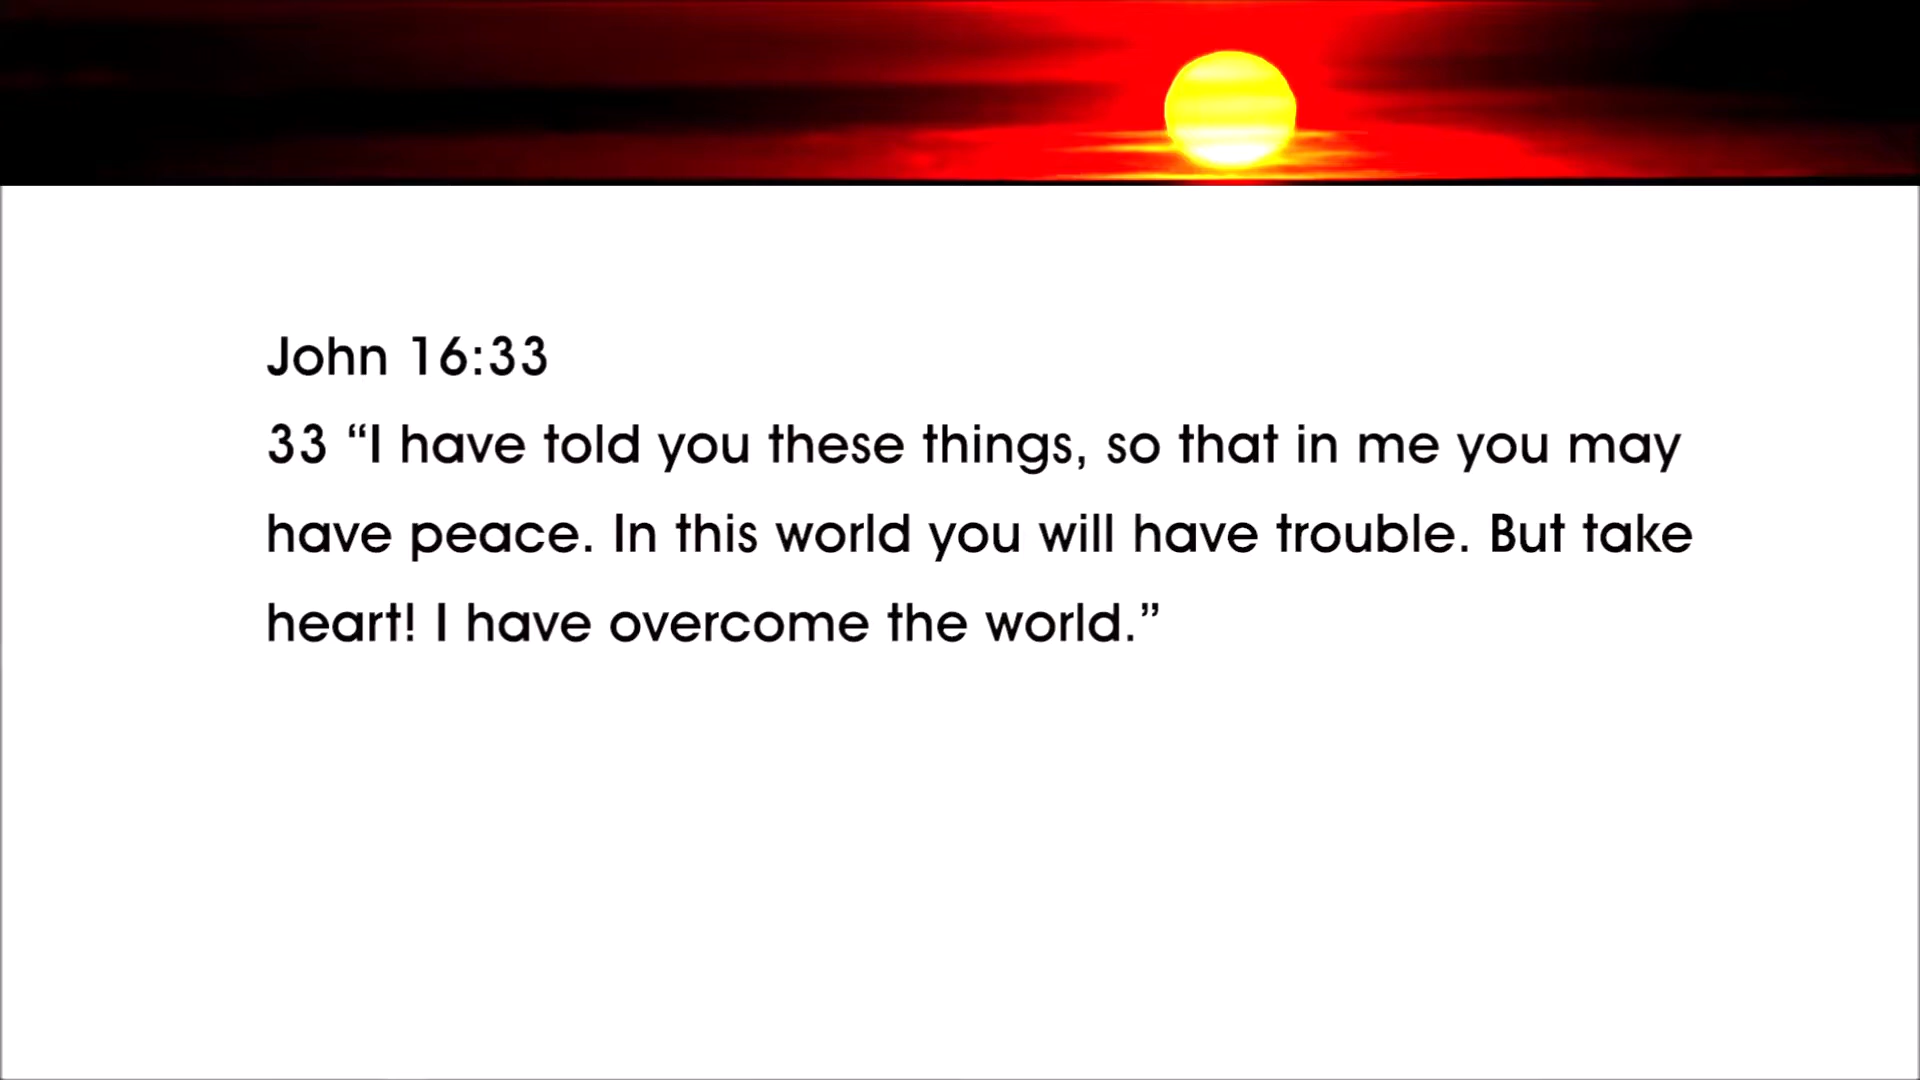 John 16:33
33 “I have told you these things, so that in me you may
have peace. In this world you will have trouble. But take
heart! I have overcome the world.”